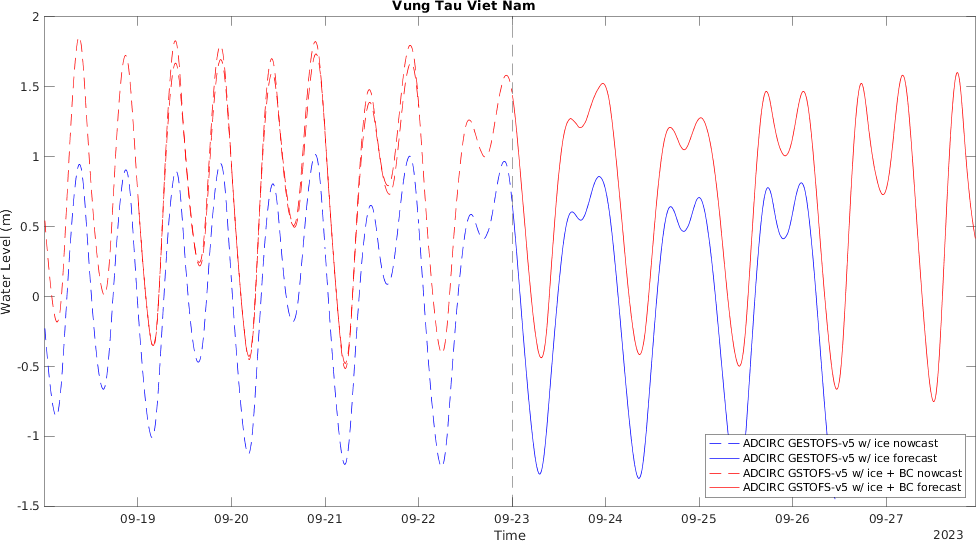 Vung Tau Viet Nam
2
1.5
1
0.5
0
-0.5
-1
-1.5
Water Level (m)
ADCIRC GESTOFS-v5 w/ ice nowcast
ADCIRC GESTOFS-v5 w/ ice forecast
ADCIRC GSTOFS-v5 w/ ice + BC nowcast
ADCIRC GSTOFS-v5 w/ ice + BC forecast
09-19 09-20 09-21 09-22 09-23 09-24 09-25 09-26 09-27
Time
2023